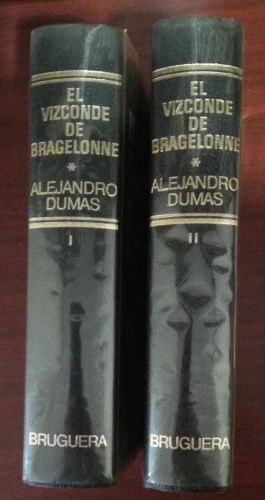 EL
VIZCONDE
DE
BRAGELONNE
*
ALEJANDRO
DUMAS
I
BRUGUERA
EL
VIZCONDE
DE
BRAGELONNE
*
ALEJANDRO
DUMAS
II
BRUGUERA